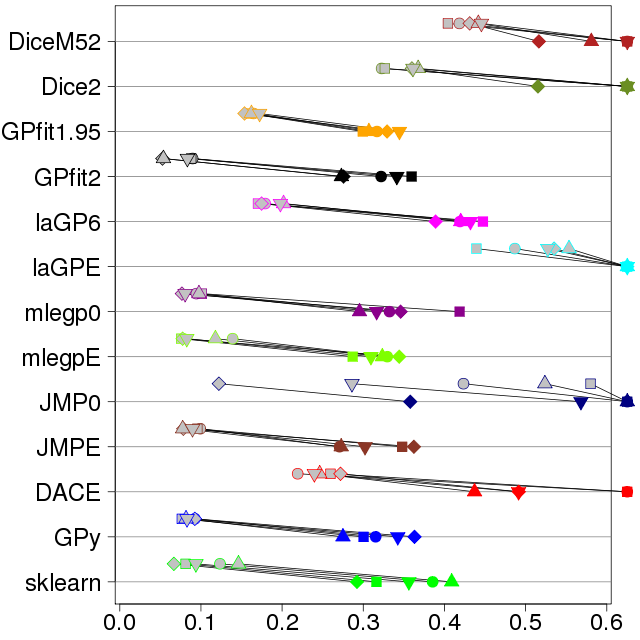 DiceM52
Dice2
GPfit1.95
GPfit2
laGP6
laGPE
mlegp0
mlegpE
JMP0
JMPE
DACE
GPy
sklearn
0.0 0.1 0.2 0.3 0.4 0.5 0.6